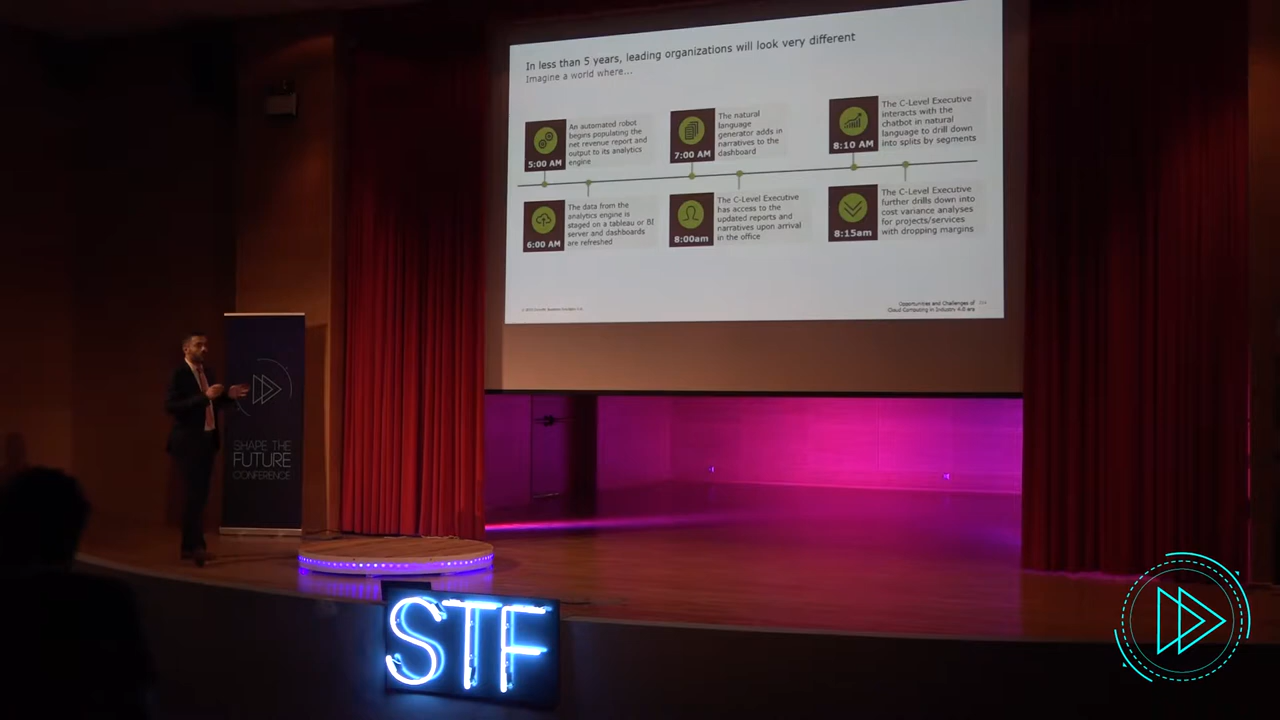 In less than 5 years, leading organizations will look very different
Imagine a world where...
An automated robot
begins populating the
net revenue report and
output to its analytics
engine
5:00 AM
The natural
language
generator adds in
narratives to the
dashboard
7:00 AM
The C-Level Executive
interacts with the
chatbot in natural
language to drill down
into splits by segments
8:10 AM
The data from the
analytics engine is
staged on a tableau or BI
server and dashboards
are refreshed
6:00 AM
The C-Level Executive
has access to the
updated reports and
narratives upon arrival
in the office
8:00am
The C-Level Executive
further drills down into
cost variance analyses
for projects/services
with dropping margins
8:15am
Opportunities and Challenges of
Cloud Computing in Industry 4.0 era
SHAPE THE
FUTURE
CONFERENCE
STF